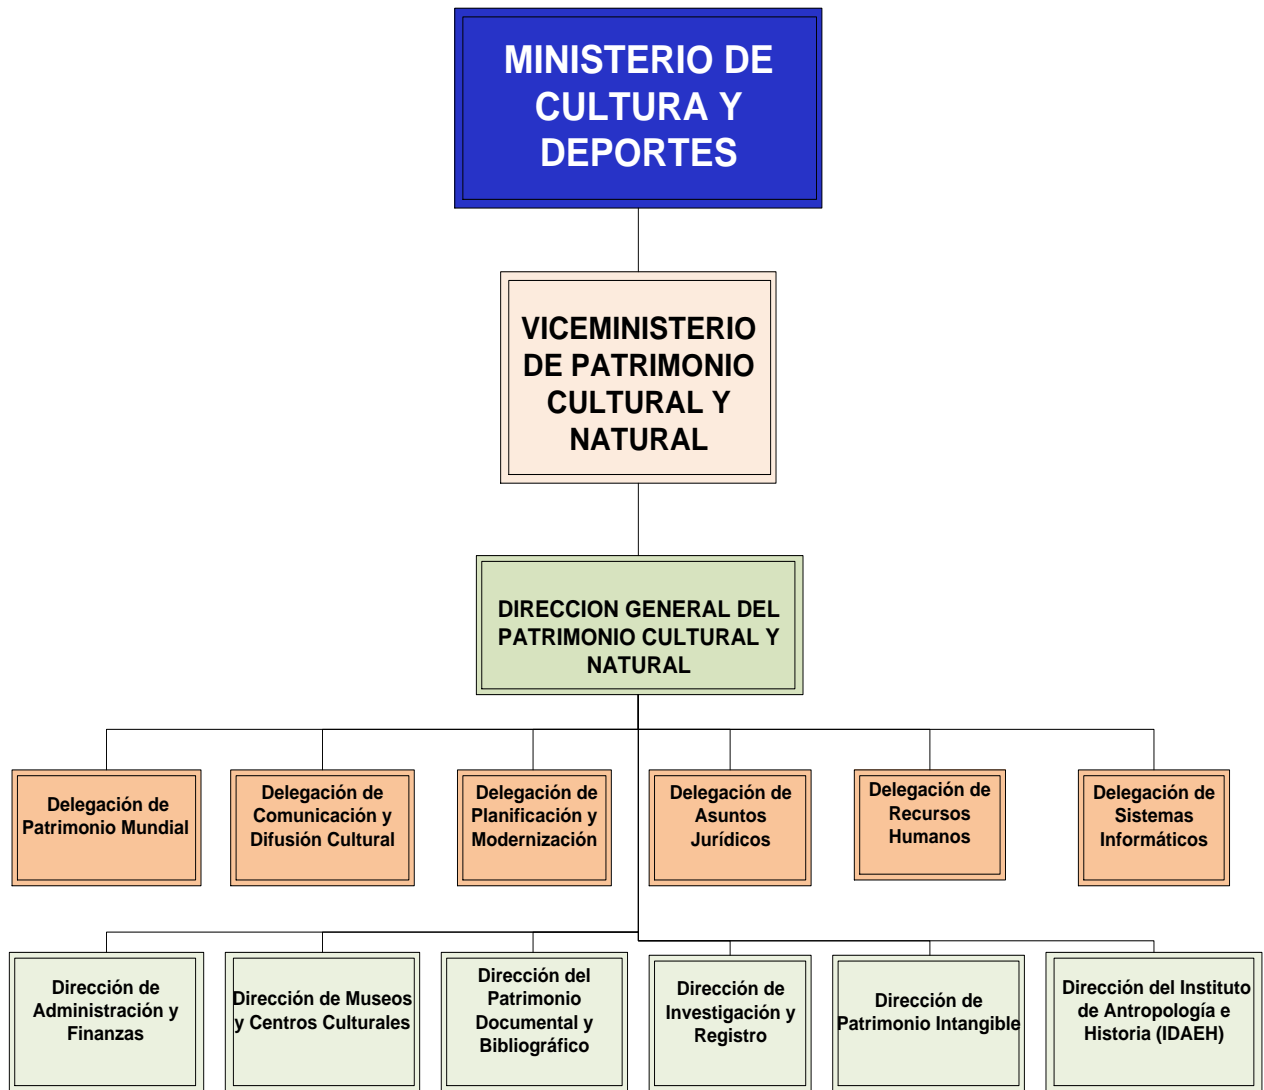 MINISTERIO DE
CULTURA Y
DEPORTES
VICEMINISTERIO
DE PATRIMONIO
CULTURAL Y
NATURAL
DIRECCION GENERAL DEL
PATRIMONIO CULTURAL Y
NATURAL
Delegación de
Patrimonio Mundial
Delegación de
Comunicación y
Difusión Cultural
Delegación de
Planificación y
Modernización
Delegación de
Asuntos
Jurídicos
Delegación de
Recursos
Humanos
Delegación de
Sistemas
Informáticos
Dirección de
Administración y
Finanzas
Dirección de Museos
y Centros Culturales
Dirección del
Patrimonio
Documental y
Bibliográfico
Dirección de
Investigación y
Registro
Dirección de
Patrimonio Intangible
Dirección del Instituto
de Antropología e
Historia (IDAEH)